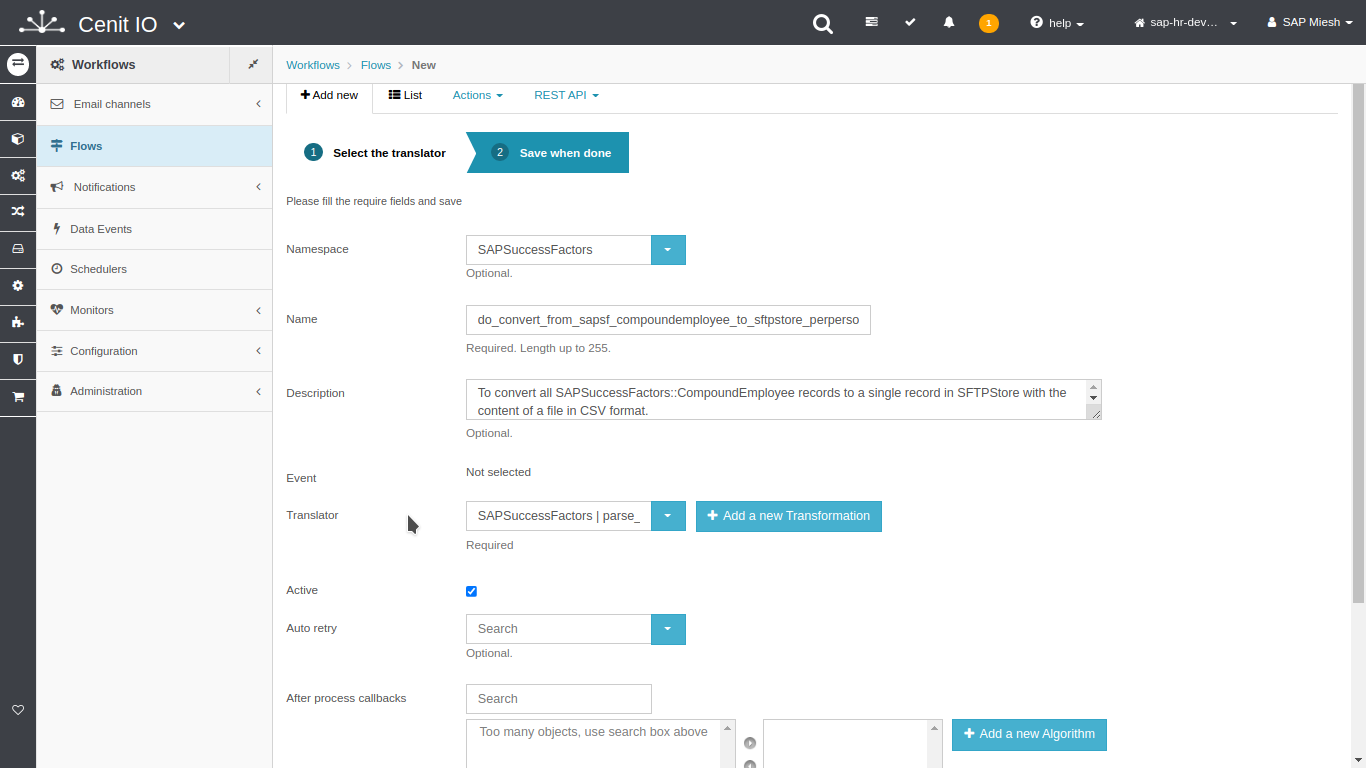 Cenit IO
1
help
sap-hr-dev...
SAP Miesh
Workflows
Workflows
Flows
New
Email channels
Flows
Notifications
Data Events
Schedulers
Monitors
Configuration
Administration
Add new
List
Actions
REST API
1 Select the translator
2 Save when done
Please fill the require fields and save
Namespace
SAPSuccessFactors
Optional.
Name
do_convert_from_sapsf_compoundemployee_to_sftpstore_perperso
Required. Length up to 255.
Description
To convert all SAPSuccessFactors::CompoundEmployee records to a single record in SFTPStore with the
content of a file in CSV format.
Optional.
Event
Not selected
Translator
SAPSuccessFactors | parse_
Add a new Transformation
Required
Active
Auto retry
Search
Optional.
After process callbacks
Search
Too many objects, use search box above
Add a new Algorithm